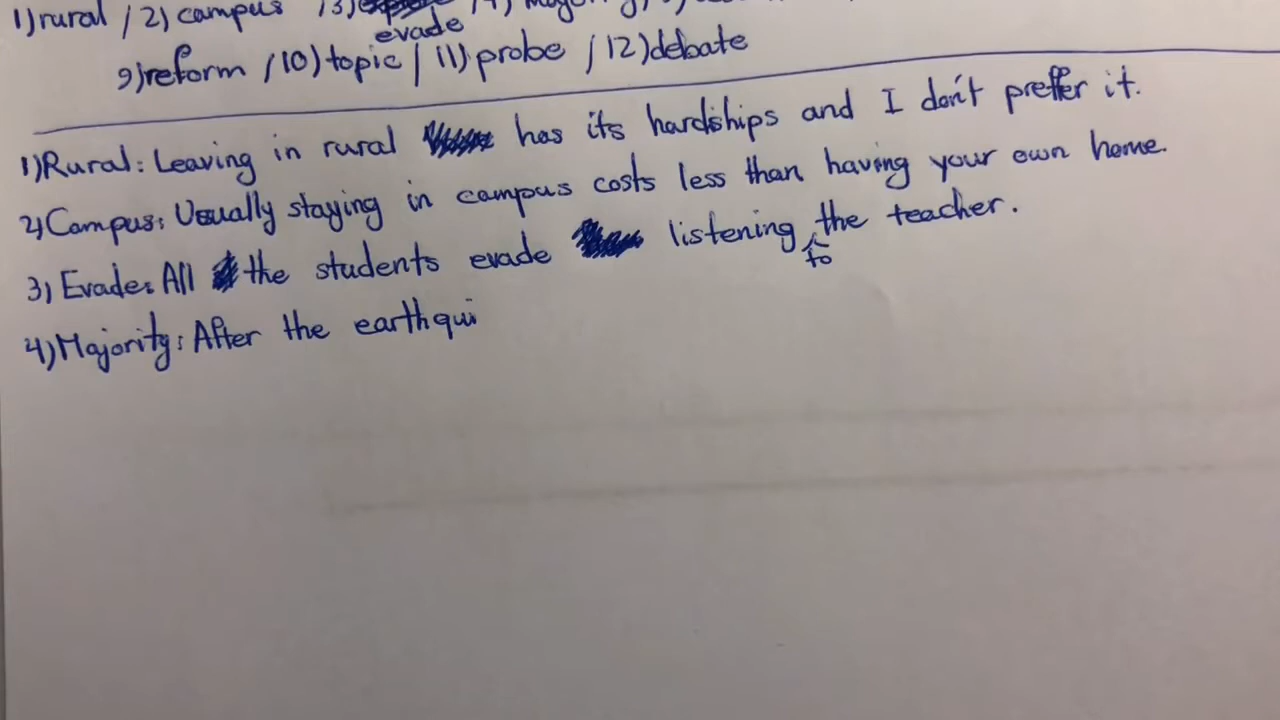 1)rural /2) campus /3) /4) majority/
evade
9)reform /10)topic / 11) probe /12)debate
1)Rural: Leaving in rural has its hardships and I don't preffer it.
2)Campus: Usually staying in campus costs less than having your own home.
3) Evade: All the students evade listening the teacher.
to
4)Majority: After the earthqui